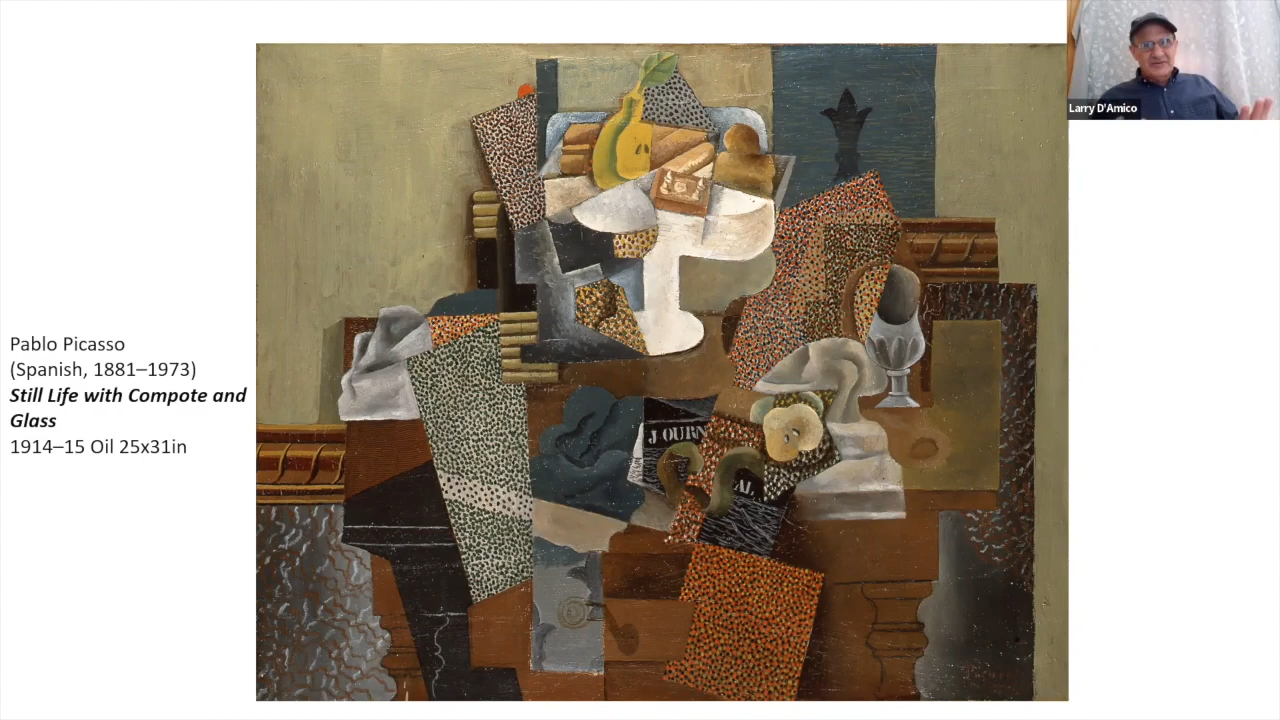 Larry D'Amico
Pablo Picasso
(Spanish, 1881–1973)
Still Life with Compote and
Glass
1914–15 Oil 25x31in
J OURN
AL